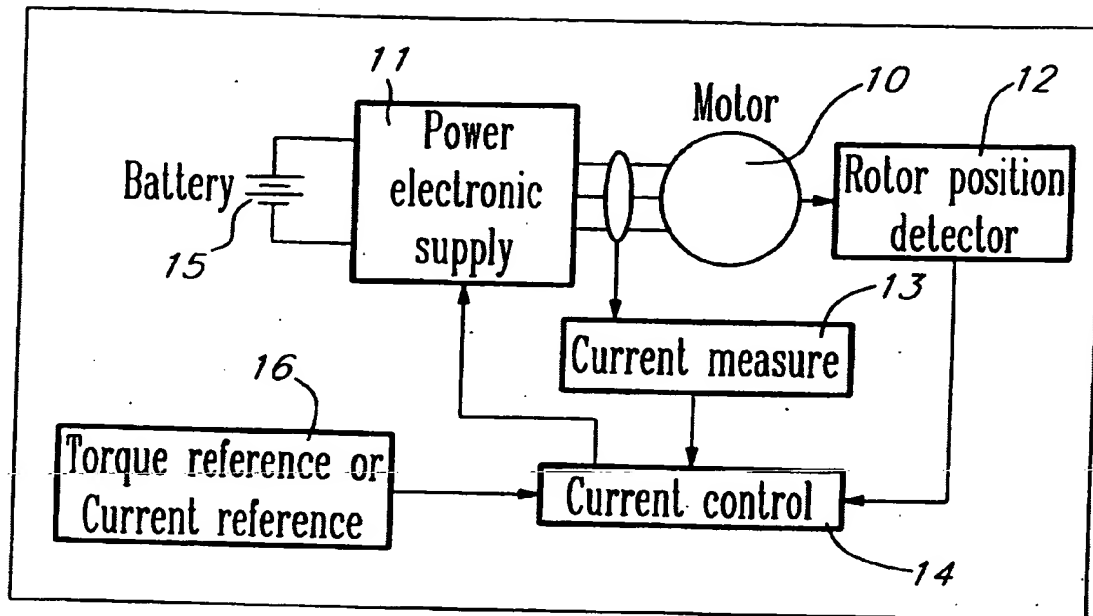 11
10
12
Motor
Power
electronic
supply
Battery
15
Rotor position
detector
13
Current measure
16
Torque reference or
Current reference
Current control
14